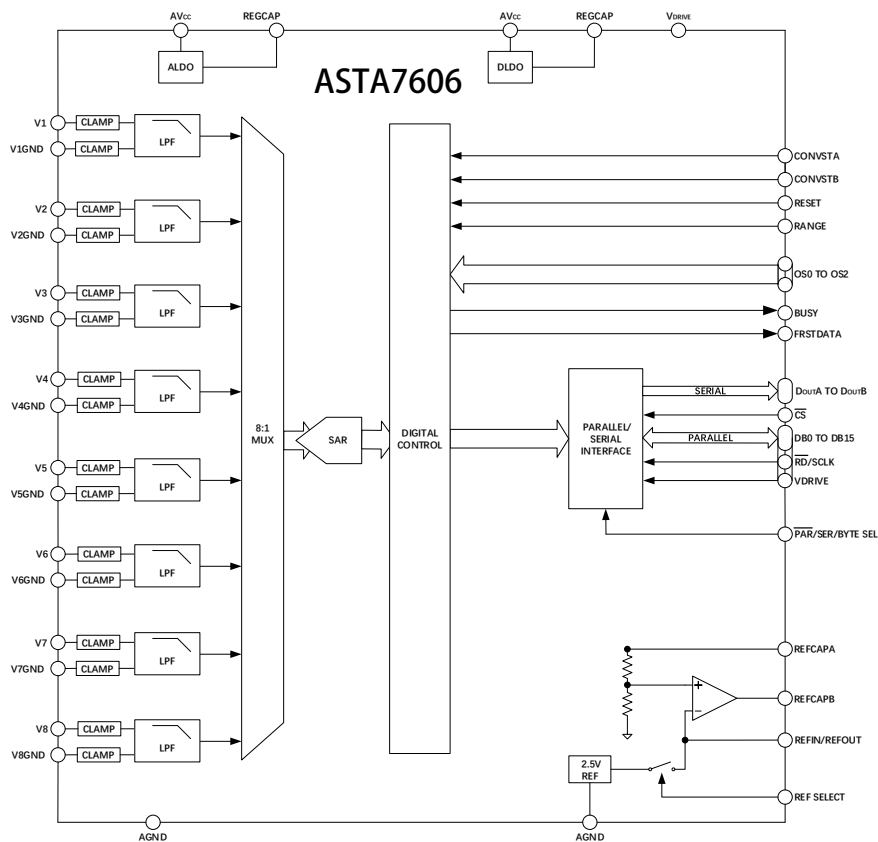 AVCC
REGCAP
AVCC
REGCAP
VDRIVE
ALDO
DLDO
ASTA7606
V1
CLAMP
V1GND
CLAMP
LPF
V2
CLAMP
V2GND
CLAMP
LPF
V3
CLAMP
V3GND
CLAMP
LPF
V4
CLAMP
V4GND
CLAMP
LPF
V5
CLAMP
V5GND
CLAMP
LPF
V6
CLAMP
V6GND
CLAMP
LPF
V7
CLAMP
V7GND
CLAMP
LPF
V8
CLAMP
V8GND
CLAMP
LPF
8:1
MUX
SAR
DIGITAL
CONTROL
PARALLEL/
SERIAL
INTERFACE
SERIAL
PARALLEL
CONVSTA
CONVSTB
RESET
RANGE
OS0 TO OS2
BUSY
FRSTDATA
DOUTA TO DOUTB
C̅S̅
DB0 TO DB15
R̅D̅/SCLK
VDRIVE
P̅A̅R̅/SER/BYTE SEL
REFCAPA
+
−
REFCAPB
REFIN/REFOUT
2.5V
REF
REF SELECT
AGND
AGND